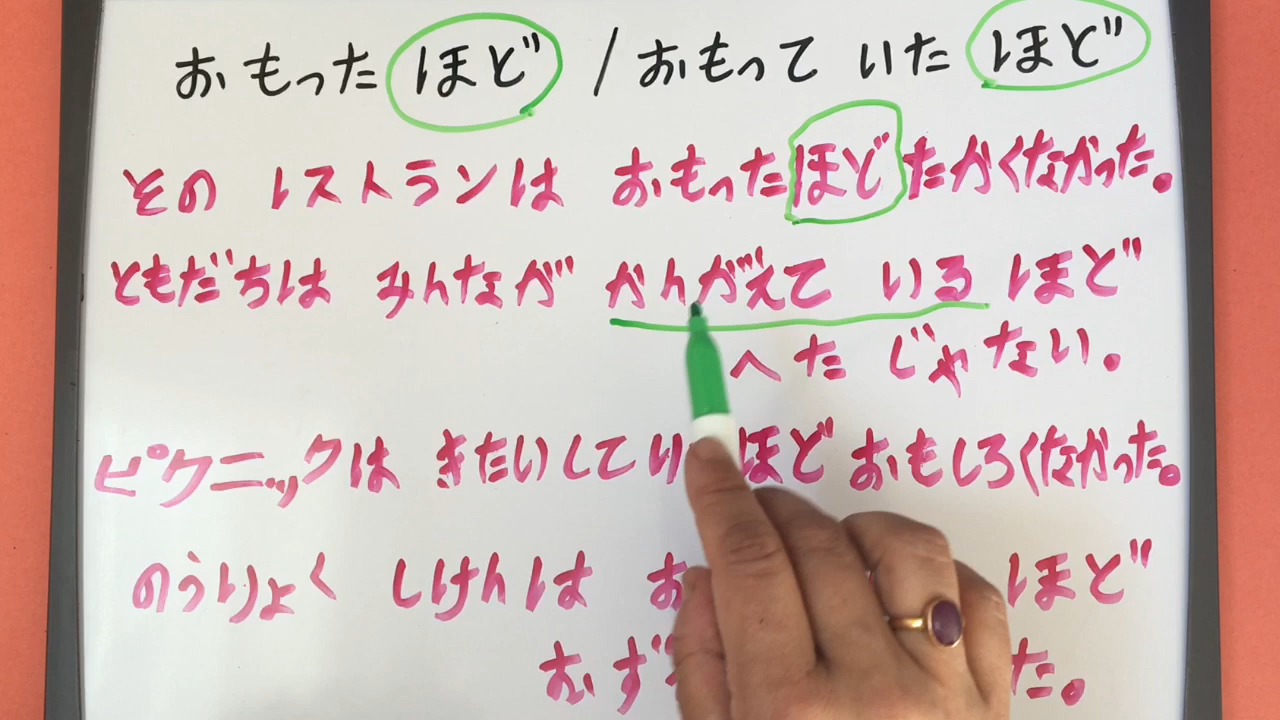 おもった ほど / おもって いた ほど
その レストランは おもったほど たかくなかった。
ともだちは みんなが かんがえて いる ほど
へた じゃ ない。
ピクニックは きたいしてい ほど おもしろくなかった。
のうりょく しけんは お ほど
むず た。